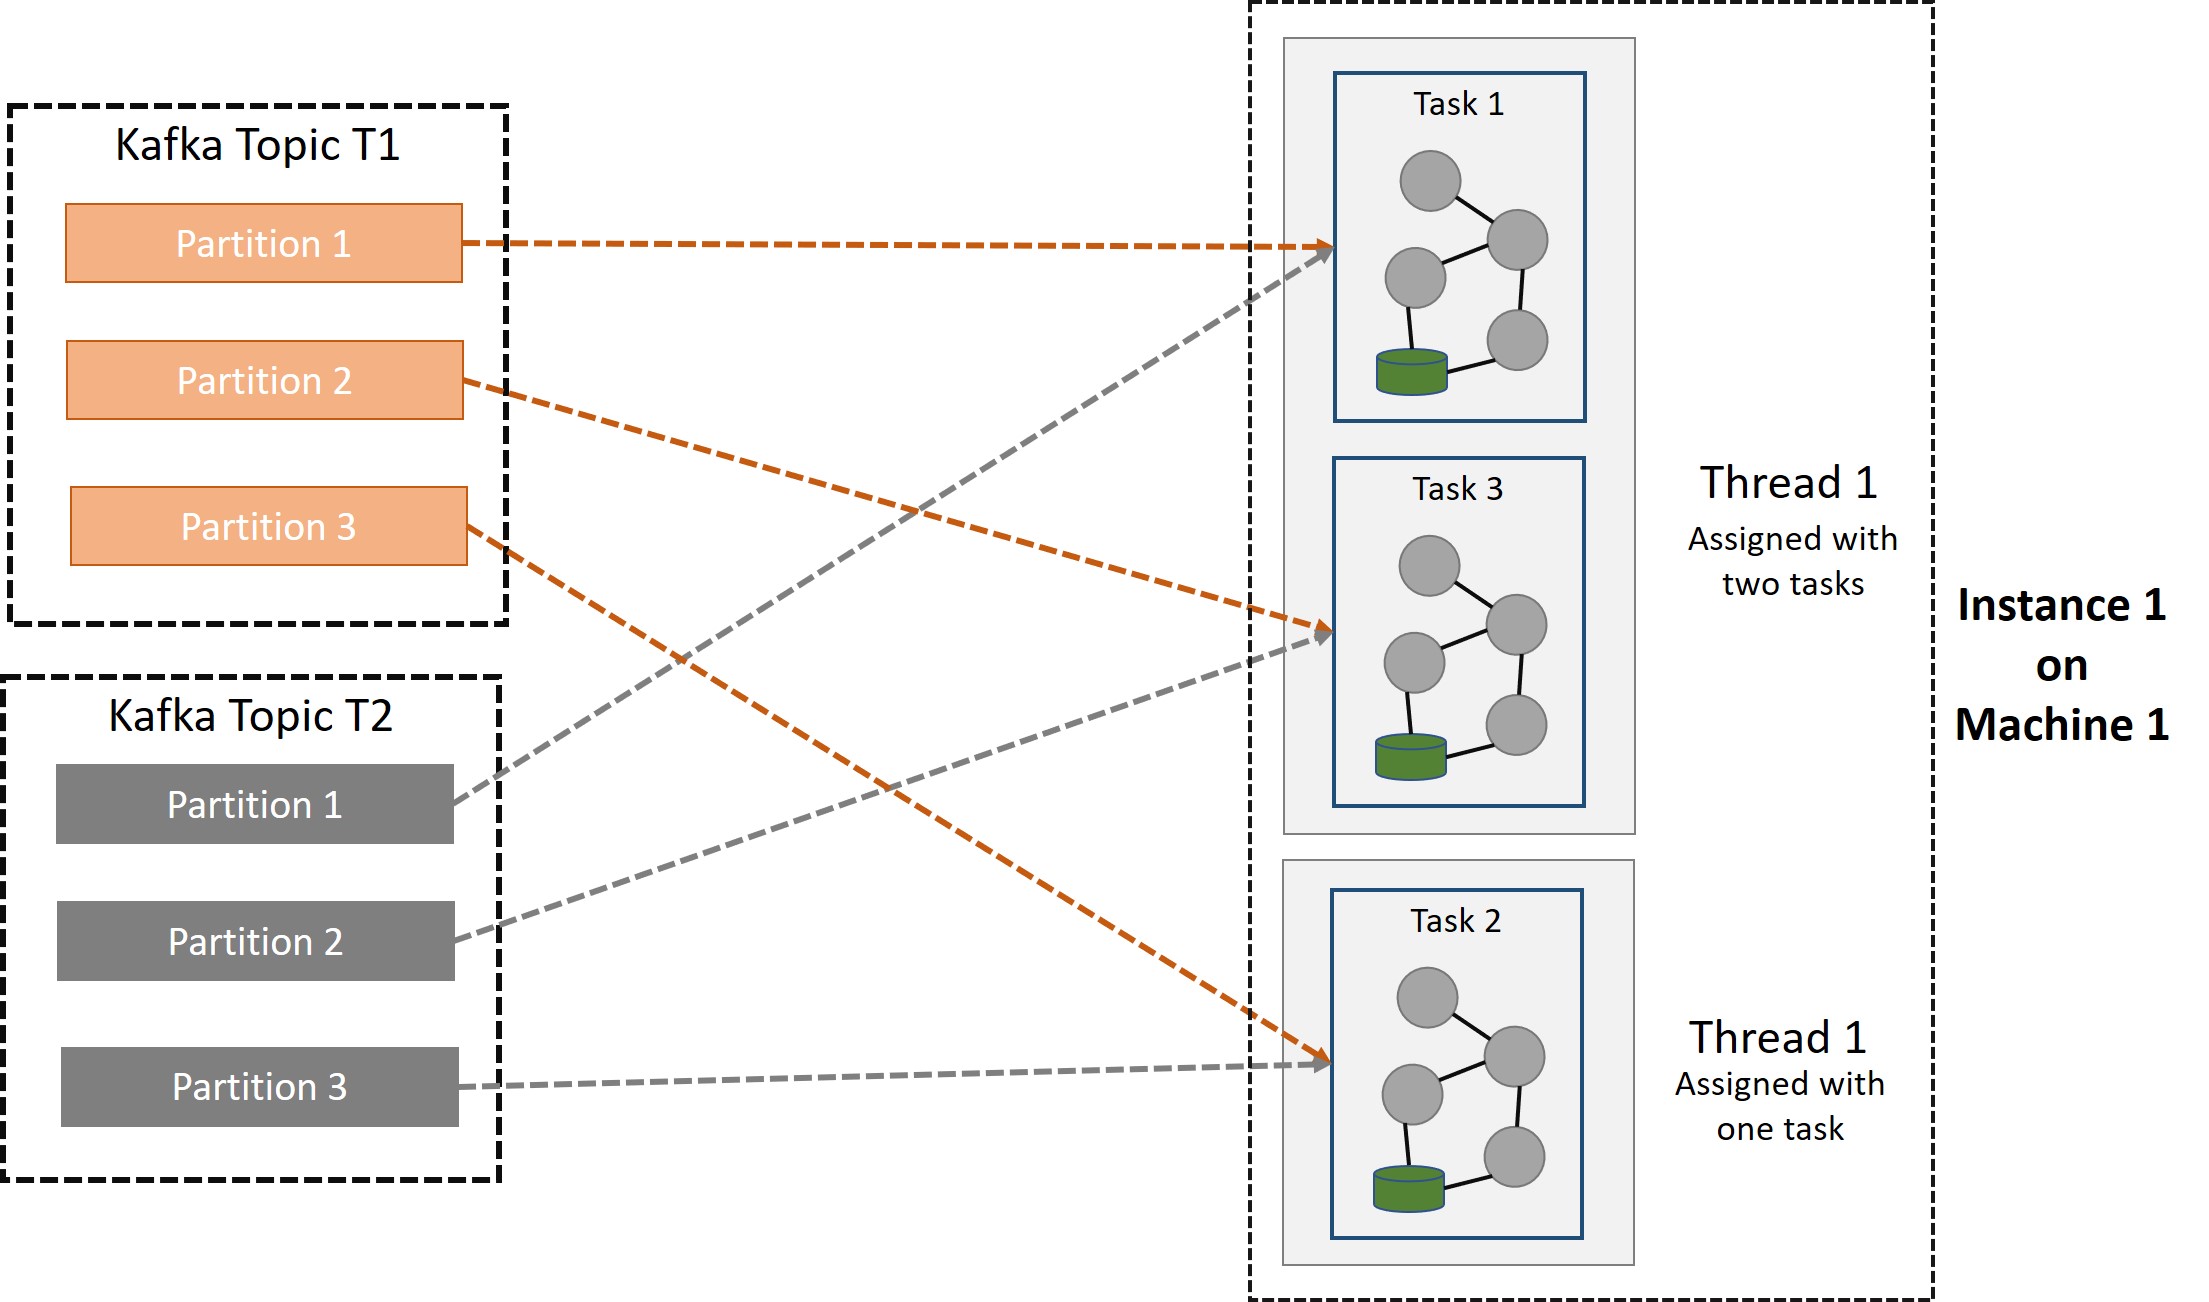 Kafka Topic T1
Partition 1
Partition 2
Partition 3
Kafka Topic T2
Partition 1
Partition 2
Partition 3
Task 1
Task 3
Thread 1
Assigned with
two tasks
Task 2
Thread 1
Assigned with
one task
Instance 1
on
Machine 1